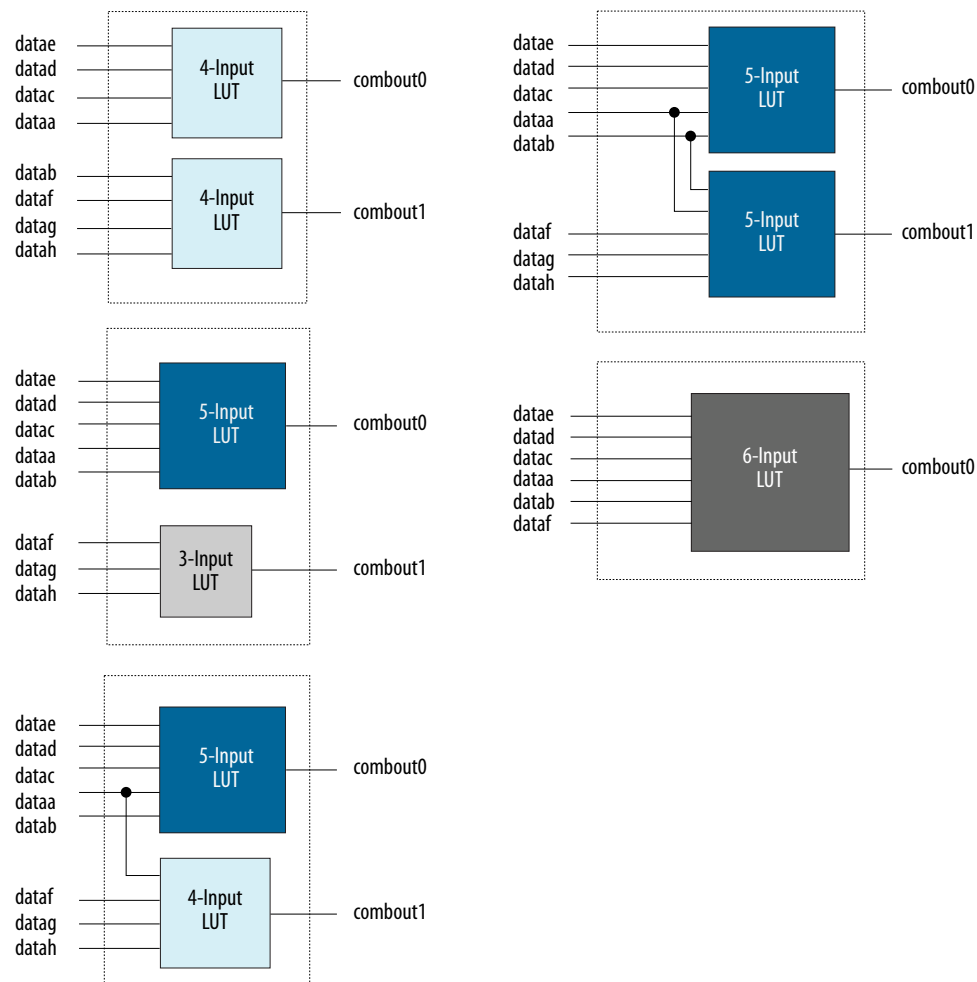 datae
datad
datac
dataa
4-Input
LUT
combout0
datab
dataf
datag
datah
4-Input
LUT
combout1
datae
datad
datac
dataa
datab
5-Input
LUT
combout0
dataf
datag
datah
3-Input
LUT
combout1
datae
datad
datac
dataa
datab
5-Input
LUT
combout0
dataf
datag
datah
4-Input
LUT
combout1
datae
datad
datac
dataa
datab
5-Input
LUT
combout0
dataf
datag
datah
5-Input
LUT
combout1
datae
datad
datac
dataa
datab
dataf
6-Input
LUT
combout0